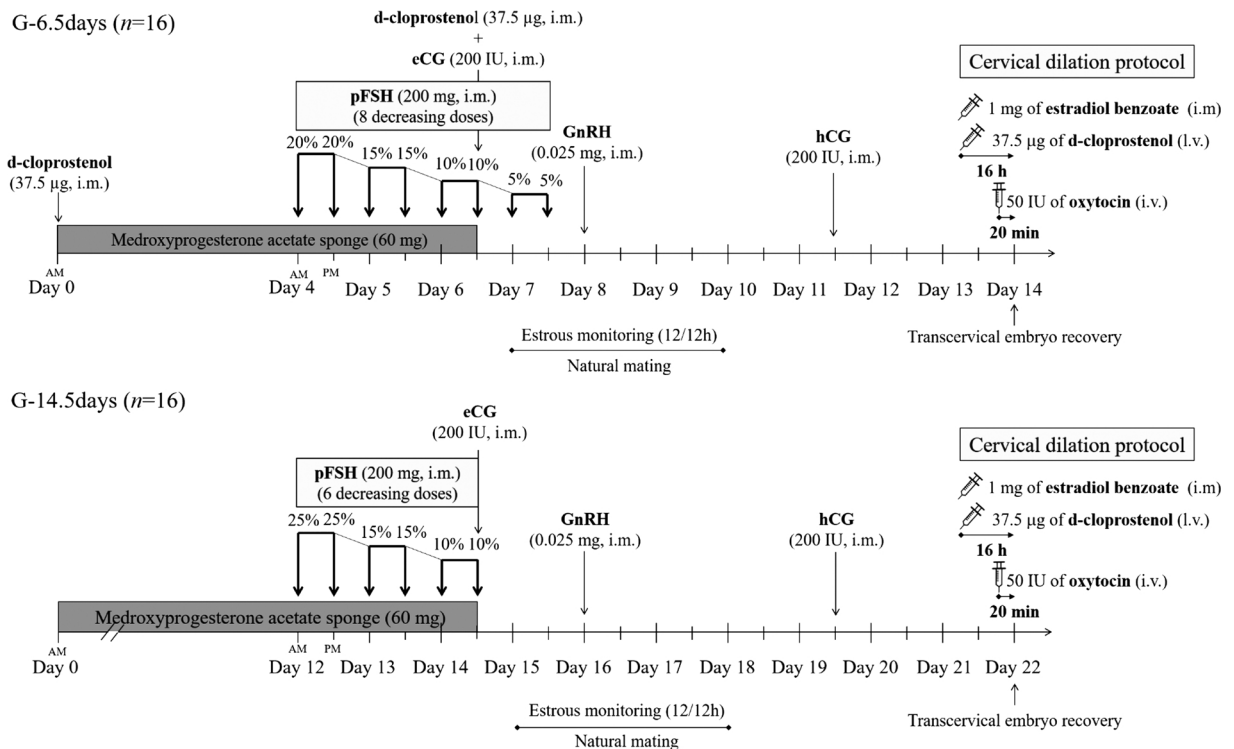 G-6.5days (n=16)
d-cloprostenol (37.5 µg, i.m.)
+
eCG (200 IU, i.m.)
pFSH (200 mg, i.m.)
(8 decreasing doses)
20% 20%
15% 15%
10% 10%
5% 5%
d-cloprostenol
(37.5 µg, i.m.)
GnRH
(0.025 mg, i.m.)
hCG
(200 IU, i.m.)
Cervical dilation protocol
1 mg of estradiol benzoate (i.m)
37.5 µg of d-cloprostenol (l.v.)
16 h
50 IU of oxytocin (i.v.)
20 min
Medroxyprogesterone acetate sponge (60 mg)
AM AM PM
Day 0 Day 4 Day 5 Day 6 Day 7 Day 8 Day 9 Day 10 Day 11 Day 12 Day 13 Day 14
Estrous monitoring (12/12h)
Natural mating
Transcervical embryo recovery
G-14.5days (n=16)
eCG
(200 IU, i.m.)
pFSH (200 mg, i.m.)
(6 decreasing doses)
25% 25%
15% 15%
10% 10%
GnRH
(0.025 mg, i.m.)
hCG
(200 IU, i.m.)
Cervical dilation protocol
1 mg of estradiol benzoate (i.m)
37.5 µg of d-cloprostenol (l.v.)
16 h
50 IU of oxytocin (i.v.)
20 min
Medroxyprogesterone acetate sponge (60 mg)
AM AM PM
Day 0 Day 12 Day 13 Day 14 Day 15 Day 16 Day 17 Day 18 Day 19 Day 20 Day 21 Day 22
Estrous monitoring (12/12h)
Natural mating
Transcervical embryo recovery